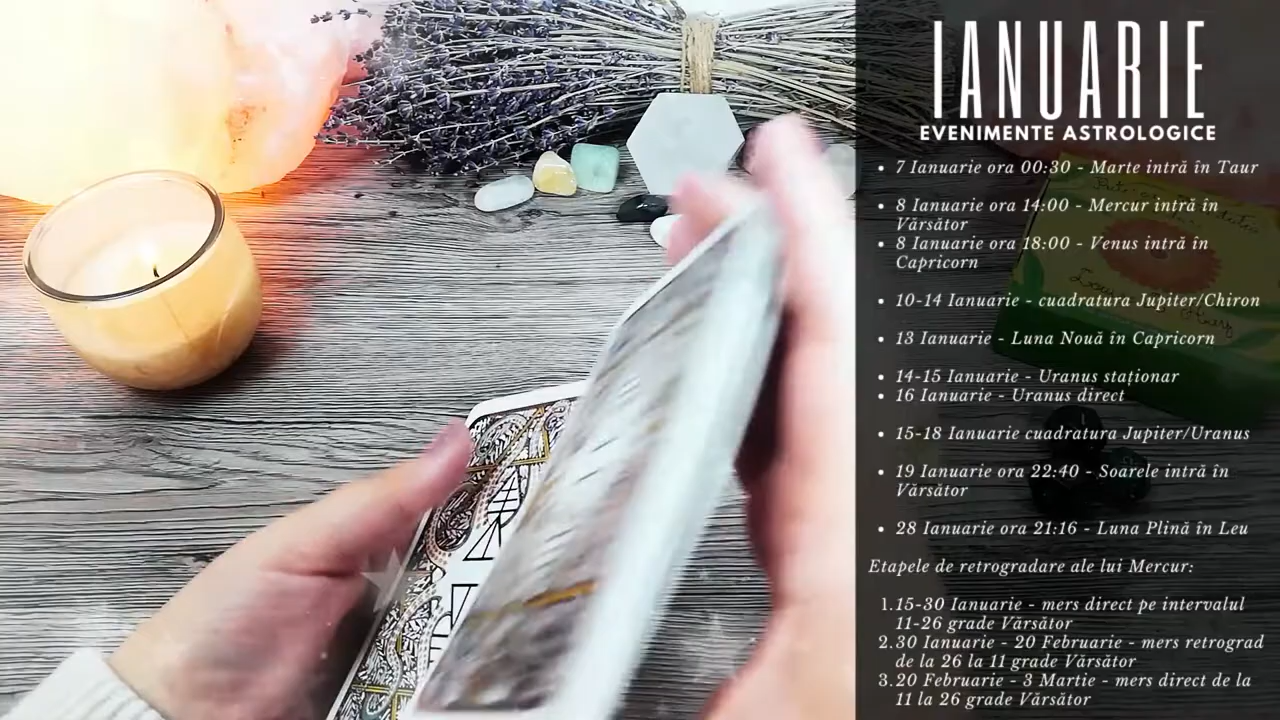 IANUARIE
EVENIMENTE ASTROLOGICE
• 7 Ianuarie ora 00:30 - Marte intră în Taur
• 8 Ianuarie ora 14:00 - Mercur intră în
Vărsător
• 8 Ianuarie ora 18:00 - Venus intră în
Capricorn
• 10-14 Ianuarie - cuadratura Jupiter/Chiron
• 13 Ianuarie - Luna Nouă în Capricorn
• 14-15 Ianuarie - Uranus staționar
• 16 Ianuarie - Uranus direct
• 15-18 Ianuarie cuadratura Jupiter/Uranus
• 19 Ianuarie ora 22:40 - Soarele intră în
Vărsător
• 28 Ianuarie ora 21:16 - Luna Plină în Leu
Etapele de retrogradare ale lui Mercur:
1. 15-30 Ianuarie - mers direct pe intervalul
11-26 grade Vărsător
2. 30 Ianuarie - 20 Februarie - mers retrograd
de la 26 la 11 grade Vărsător
3. 20 Februarie - 3 Martie - mers direct de la
11 la 26 grade Vărsător